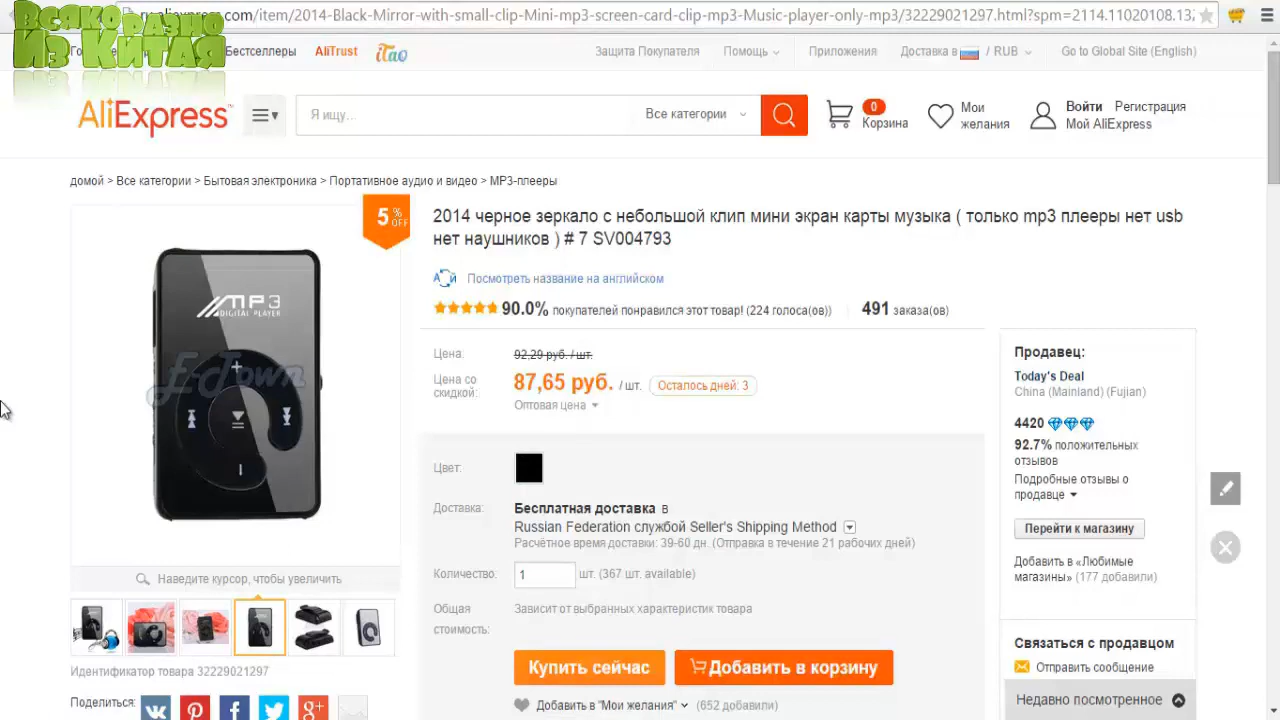 Всяко разно
Из Китая
ru.aliexpress.com/item/2014-Black-Mirror-with-small-clip-Mini-mp3-screen-card-clip-mp3-Music-player-only-mp3/32229021297.html?spm=2114.11020108.13
Бестселлеры AliTrust itao Защита Покупателя Помощь Приложения Доставка в / RUB Go to Global Site (English)
AliExpress
Я ищу...
Все категории
0
Корзина
Мои
желания
Войти Регистрация
Мой AliExpress
домой > Все категории > Бытовая электроника > Портативное аудио и видео > MP3-плееры
5% OFF
MP3
DIGITAL PLAYER
E-Town
2014 черное зеркало с небольшой клип мини экран карты музыка ( только mp3 плееры нет usb
нет наушников ) # 7 SV004793
Посмотреть название на английском
90.0% покупателей понравился этот товар! (224 голоса(ов)) 491 заказа(ов)
Цена: 92,29 руб. / шт.
Цена со
скидкой:
87,65 руб. / шт. Осталось дней: 3
Оптовая цена
Цвет:
Доставка: Бесплатная доставка в
Russian Federation службой Seller's Shipping Method
Расчётное время доставки: 39-60 дн. (Отправка в течение 21 рабочих дней)
Количество: 1 шт. (367 шт. available)
Общая
стоимость:
Зависит от выбранных характеристик товара
Купить сейчас Добавить в корзину
Добавить в "Мои желания" (652 добавили)
Наведите курсор, чтобы увеличить
Идентификатор товара 32229021297
Поделиться:
Продавец:
Today's Deal
China (Mainland) (Fujian)
4420
92.7% положительных
отзывов
Подробные отзывы о
продавце
Перейти к магазину
Добавить в «Любимые
магазины» (177 добавили)
Связаться с продавцом
Отправить сообщение
Недавно посмотренное